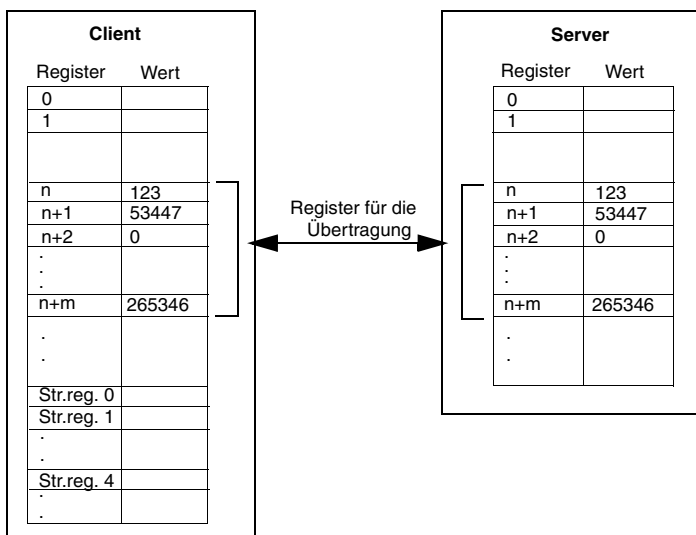 Client
Register Wert
0
1
n 123
n+1 53447
n+2 0
.
.
.
n+m 265346
.
.
Str.reg. 0
Str.reg. 1
.
.
Str.reg. 4
.
.
Register für die
Übertragung
Server
Register Wert
0
1
n 123
n+1 53447
n+2 0
.
.
.
n+m 265346
.
.